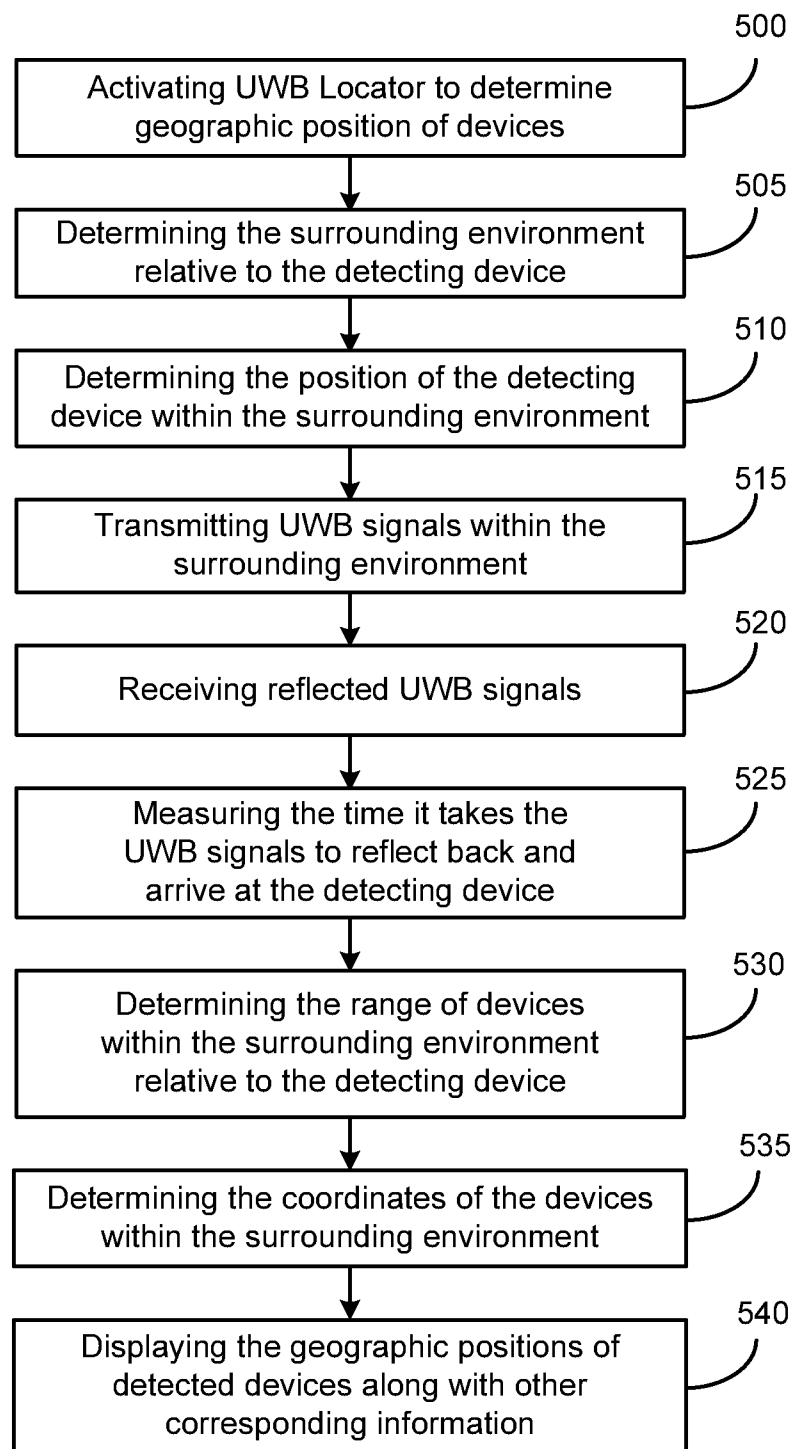 500
Activating UWB Locator to determine
geographic position of devices
505
Determining the surrounding environment
relative to the detecting device
510
Determining the position of the detecting
device within the surrounding environment
515
Transmitting UWB signals within the
surrounding environment
520
Receiving reflected UWB signals
525
Measuring the time it takes the
UWB signals to reflect back and
arrive at the detecting device
530
Determining the range of devices
within the surrounding environment
relative to the detecting device
535
Determining the coordinates of the devices
within the surrounding environment
540
Displaying the geographic positions of
detected devices along with other
corresponding information